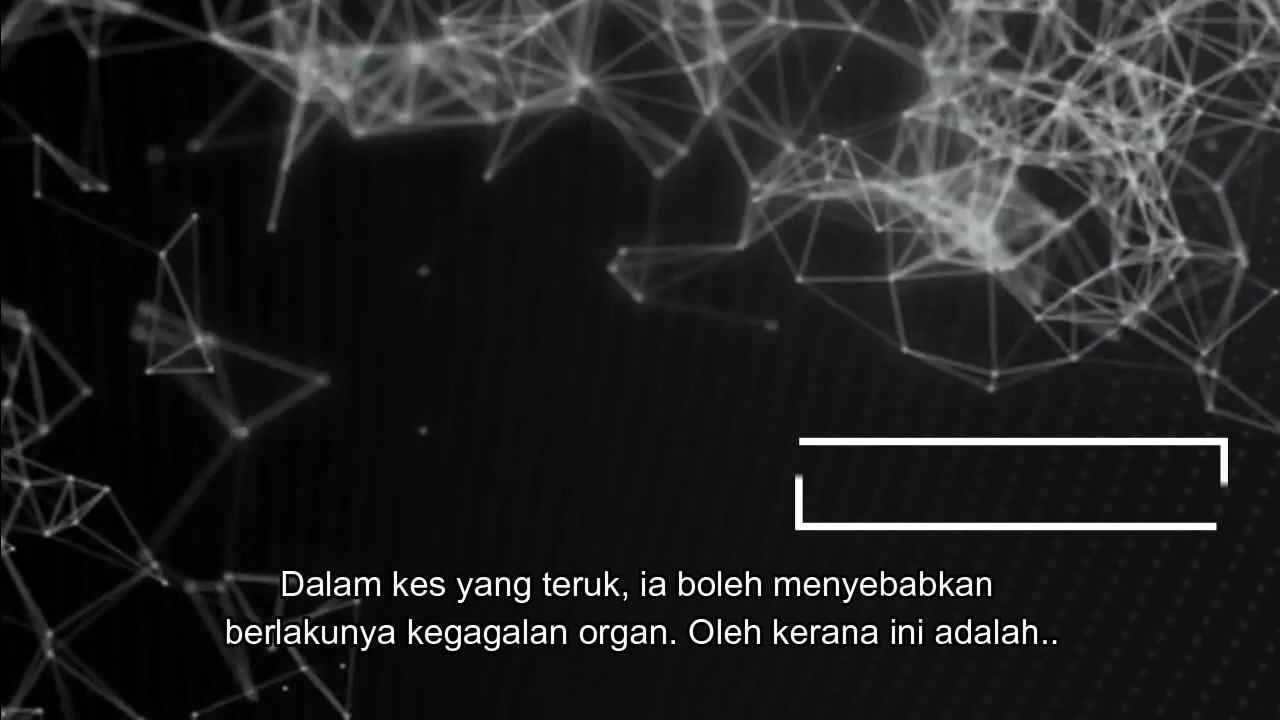 Dalam kes yang teruk, ia boleh menyebabkan
berlakunya kegagalan organ. Oleh kerana ini adalah..